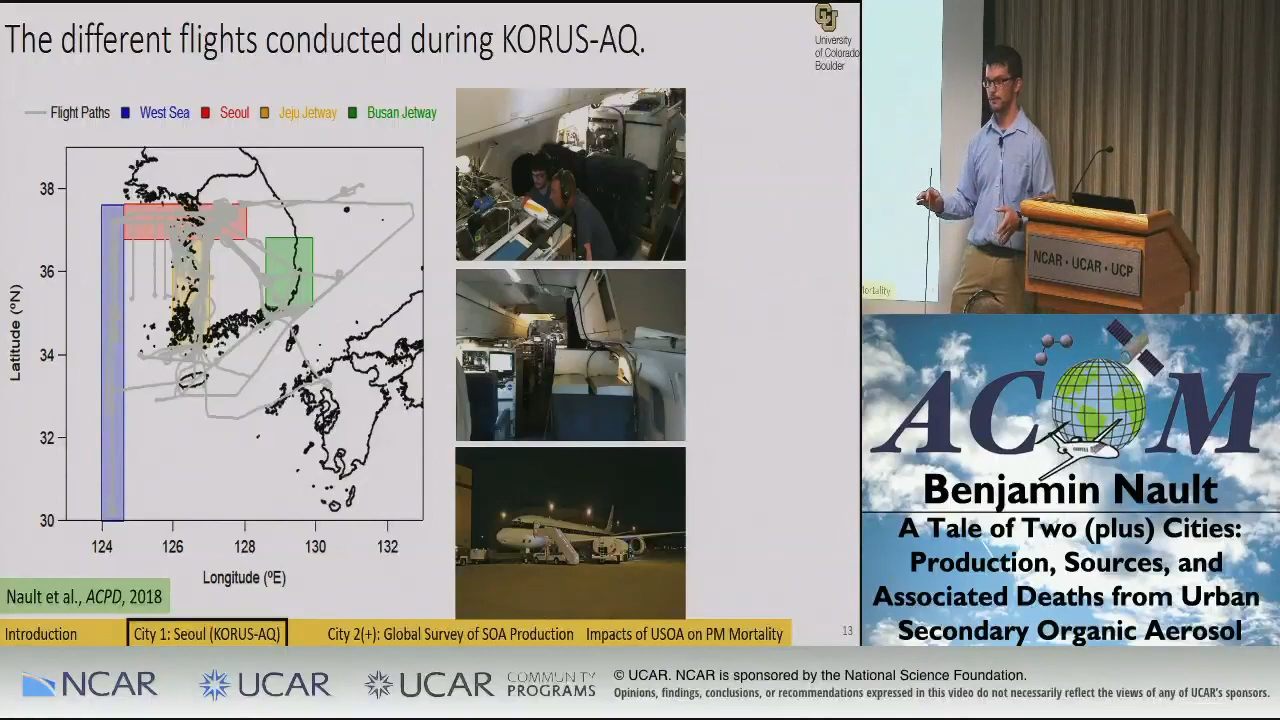 The different flights conducted during KORUS-AQ.
University
of Colorado
Boulder
Flight Paths West Sea Seoul Jeju Jetway Busan Jetway
38
36
34
32
30
Latitude (°N)
124 126 128 130 132
Longitude (ºE)
Nault et al., ACPD, 2018
Introduction City 1: Seoul (KORUS-AQ) City 2(+): Global Survey of SOA Production Impacts of USOA on PM Mortality 13
ortality
NCAR • UCAR • UCP
ACOM
Benjamin Nault
A Tale of Two (plus) Cities:
Production, Sources, and
Associated Deaths from Urban
Secondary Organic Aerosol
NCAR
UCAR
UCAR COMMUNITY
PROGRAMS
© UCAR. NCAR is sponsored by the National Science Foundation.
Opinions, findings, conclusions, or recommendations expressed in this video do not necessarily reflect the views of any of UCAR's sponsors.